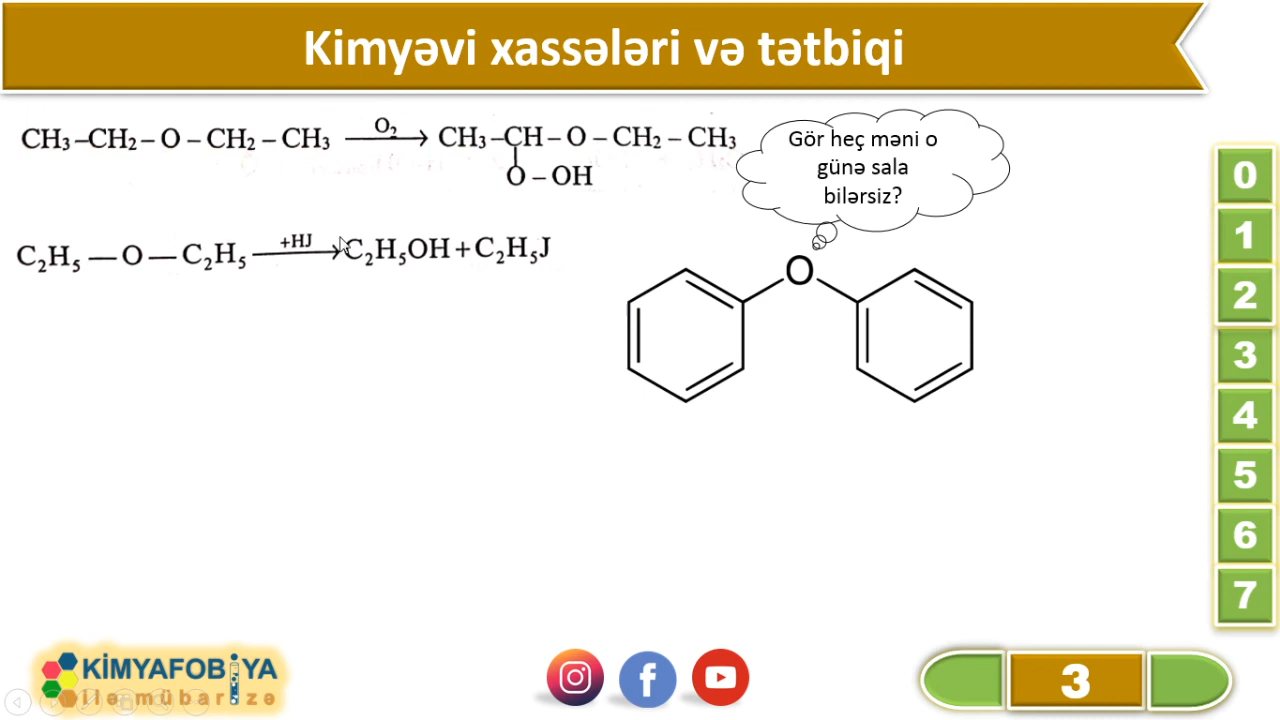 Kimyəvi xassələri və tətbiqi
CH₃–CH₂ – O – CH₂ – CH₃ —O₂→ CH₃ –CH – O – CH₂ – CH₃
O – OH
C₂H₅ — O — C₂H₅ —+HJ→ C₂H₅OH + C₂H₅J
Gör heç məni o
günə sala
bilərsiz?
O
0
1
2
3
4
5
6
7
KİMYAFOBİYA
ilə mübarizə
f
3